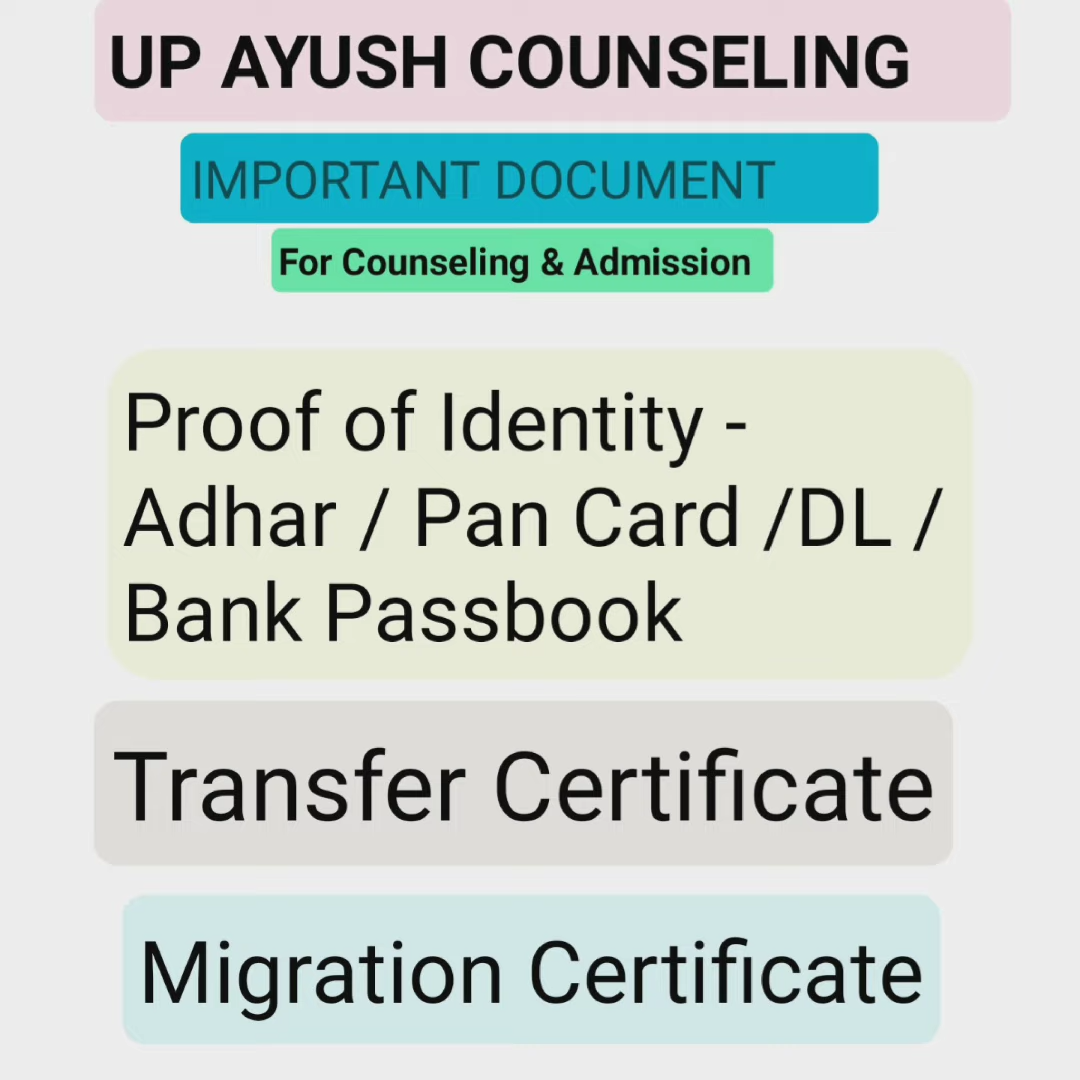 UP AYUSH COUNSELING
IMPORTANT DOCUMENT
For Counseling & Admission
Proof of Identity -
Adhar / Pan Card /DL /
Bank Passbook
Transfer Certificate
Migration Certificate